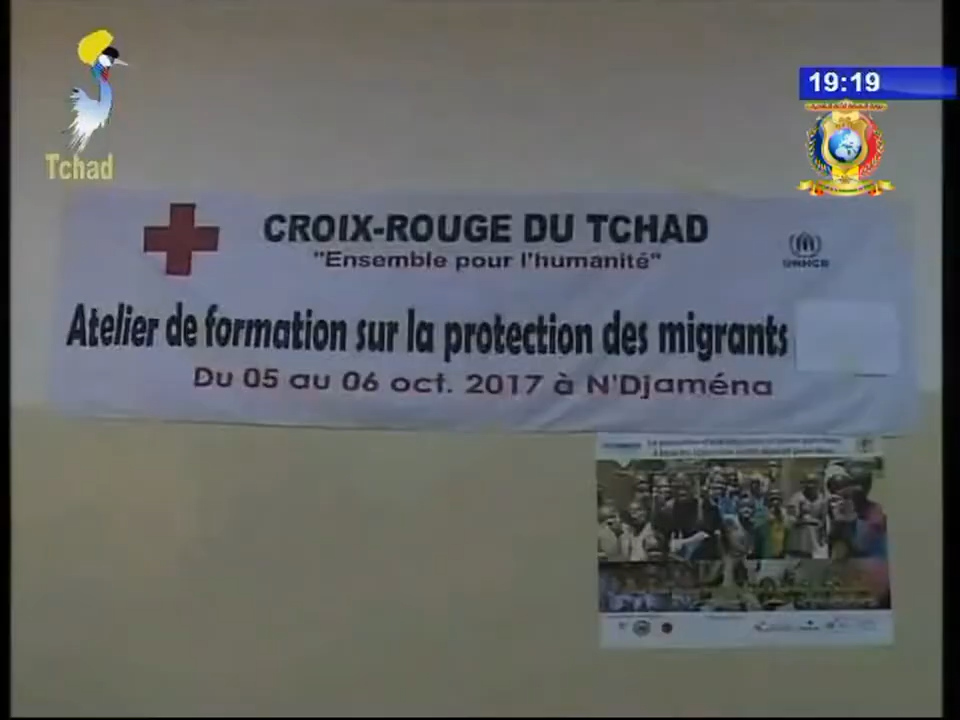 Tchad
19:19
CROIX-ROUGE DU TCHAD
"Ensemble pour l'humanité"
UNHCR
Atelier de formation sur la protection des migrants
Du 05 au 06 oct. 2017 à N'Djaména